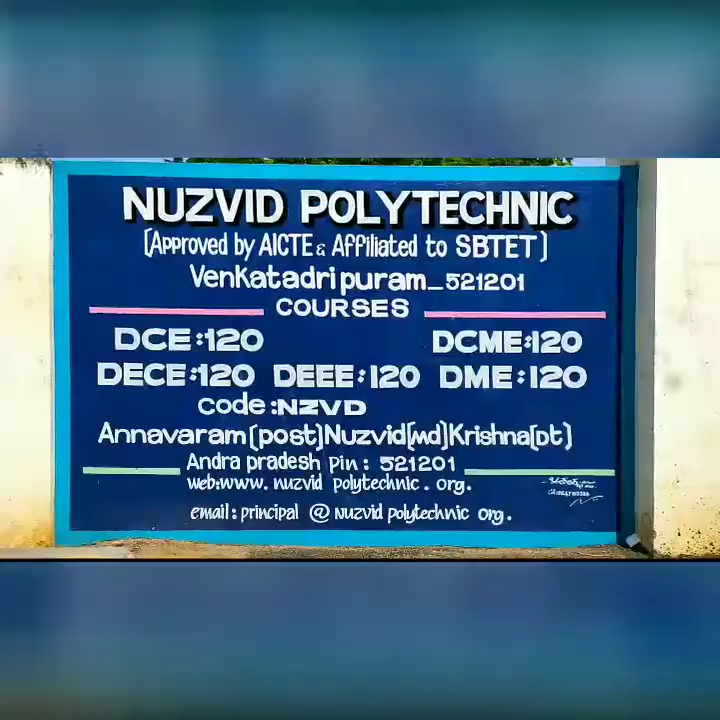 NUZVID POLYTECHNIC
[Approved by AICTE & Affiliated to SBTET]
Venkatadri puram_521201
COURSES
DCE:120 DCME:120
DECE:120 DEEE:120 DME:120
code:NZVD
Annavaram[post]Nuzvid[Md]Krishna[Dt]
Andra pradesh Pin: 521201
web:www. nuzvid polytechnic. org.
email: principal @ Nuzvid polytechnic org.